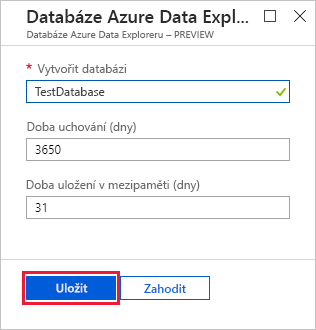 Databáze Azure Data Expl...
Databáze Azure Data Exploreru – PREVIEW
* Vytvořit databázi
TestDatabase
Doba uchování (dny)
3650
Doba uložení v mezipaměti (dny)
31
Uložit Zahodit